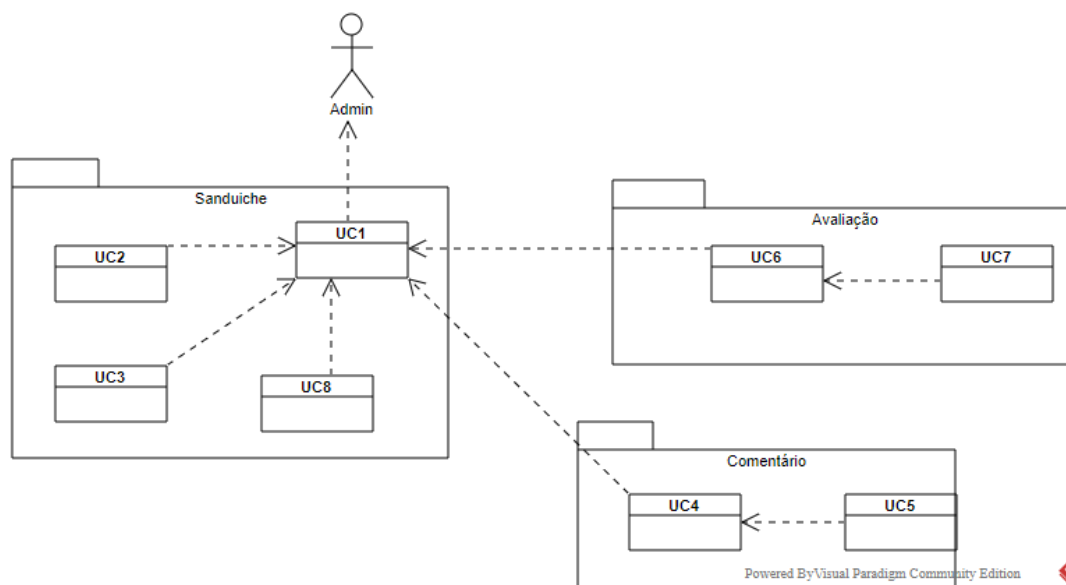 Admin
Sanduiche
UC1
UC2
UC3
UC8
Avaliação
UC6
UC7
Comentário
UC4
UC5
Powered ByVisual Paradigm Community Edition